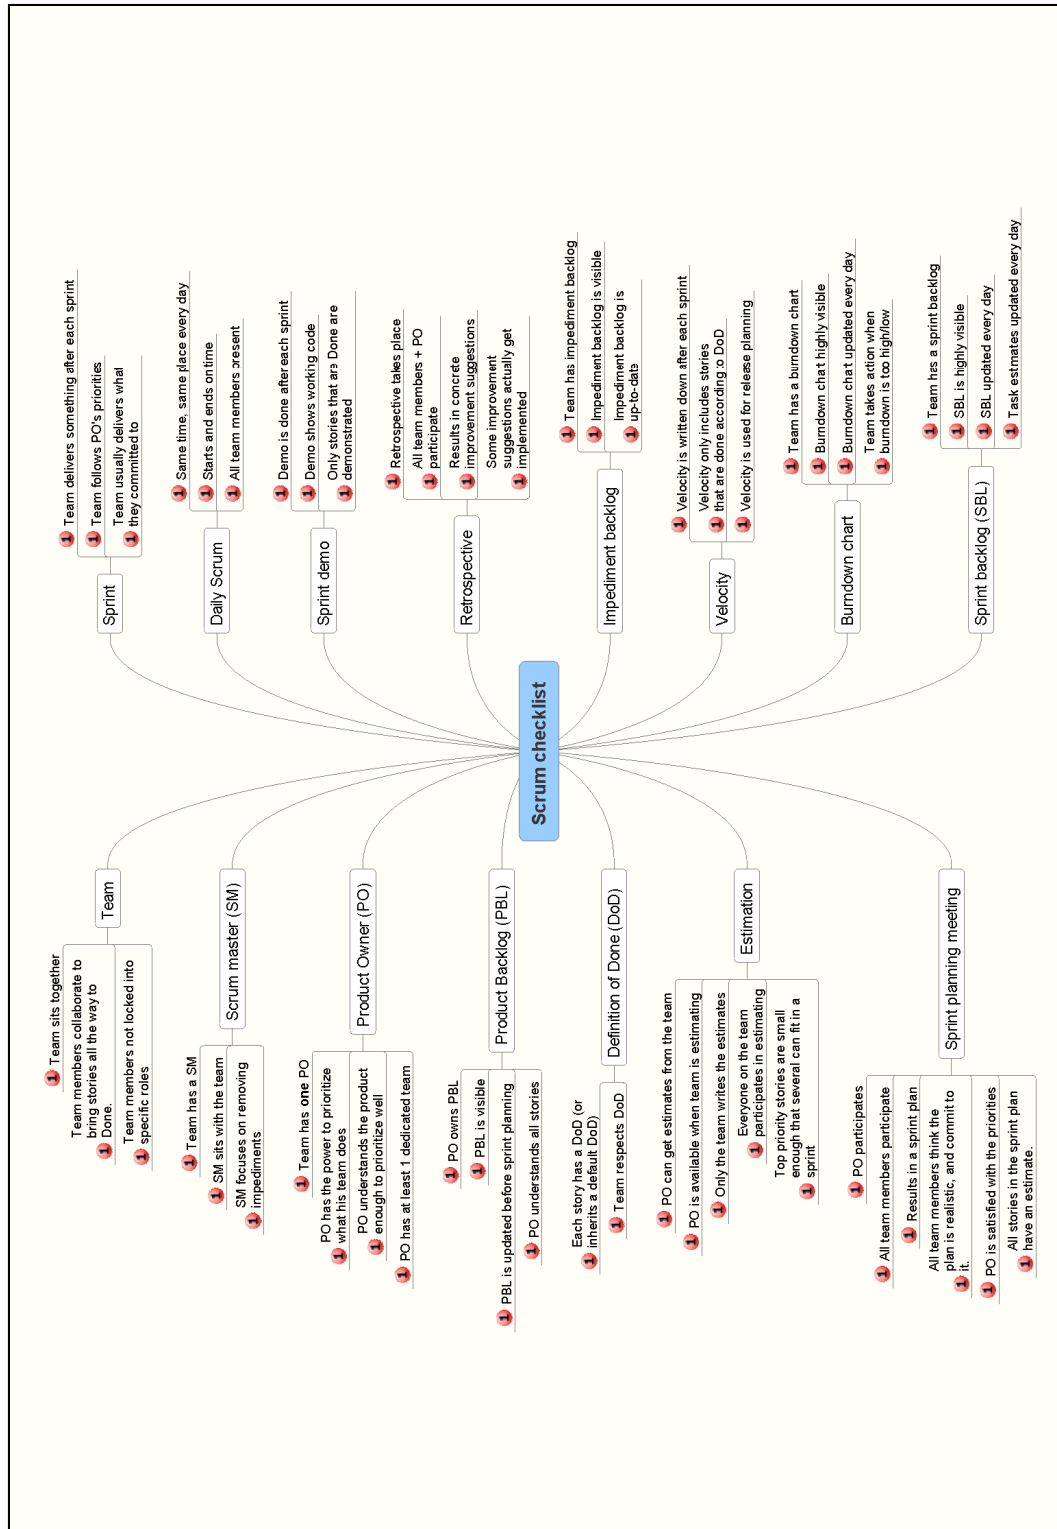 Scrum checklist
Team
Team sits together
Team members collaborate to
bring stories all the way to
Done.
Team members not locked into
specific roles
Scrum master (SM)
Team has a SM
SM sits with the team
SM focuses on removing
impediments
Product Owner (PO)
Team has one PO
PO has the power to prioritize
what his team does
PO understands the product
enough to prioritize well
PO has at least 1 dedicated team
Product Backlog (PBL)
PO owns PBL
PBL is visible
PBL is updated before sprint planning
PO understands all stories
Definition of Done (DoD)
Each story has a DoD (or
inherits a default DoD)
Team respects DoD
Estimation
PO can get estimates from the team
PO is available when team is estimating
Only the team writes the estimates
Everyone on the team
participates in estimating
Top priority stories are small
enough that several can fit in a
sprint
Sprint planning meeting
PO participates
All team members participate
Results in a sprint plan
All team members think the
plan is realistic, and commit to
it.
PO is satisfied with the priorities
All stories in the sprint plan
have an estimate.
Sprint
Team delivers something after each sprint
Team follows PO's priorities
Team usually delivers what
they committed to
Daily Scrum
Same time, same place every day
Starts and ends on time
All team members present
Sprint demo
Demo is done after each sprint
Demo shows working code
Only stories that are Done are
demonstrated
Retrospective
Retrospective takes place
All team members + PO
participate
Results in concrete
improvement suggestions
Some improvement
suggestions actually get
implemented
Impediment backlog
Team has impediment backlog
Impediment backlog is visible
Impediment backlog is
up-to-date
Velocity
Velocity is written down after each sprint
Velocity only includes stories
that are done according to DoD
Velocity is used for release planning
Burndown chart
Team has a burndown chart
Burndown chat highly visible
Burndown chat updated every day
Team takes action when
burndown is too high/low
Sprint backlog (SBL)
Team has a sprint backlog
SBL is highly visible
SBL updated every day
Task estimates updated every day